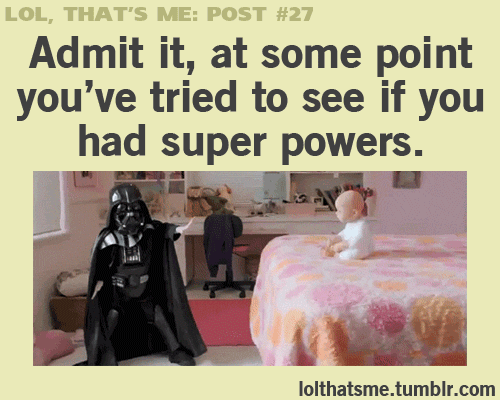 LOL, THAT'S ME: POST #27
Admit it, at some point
you've tried to see if you
had super powers.
lolthatsme.tumblr.com